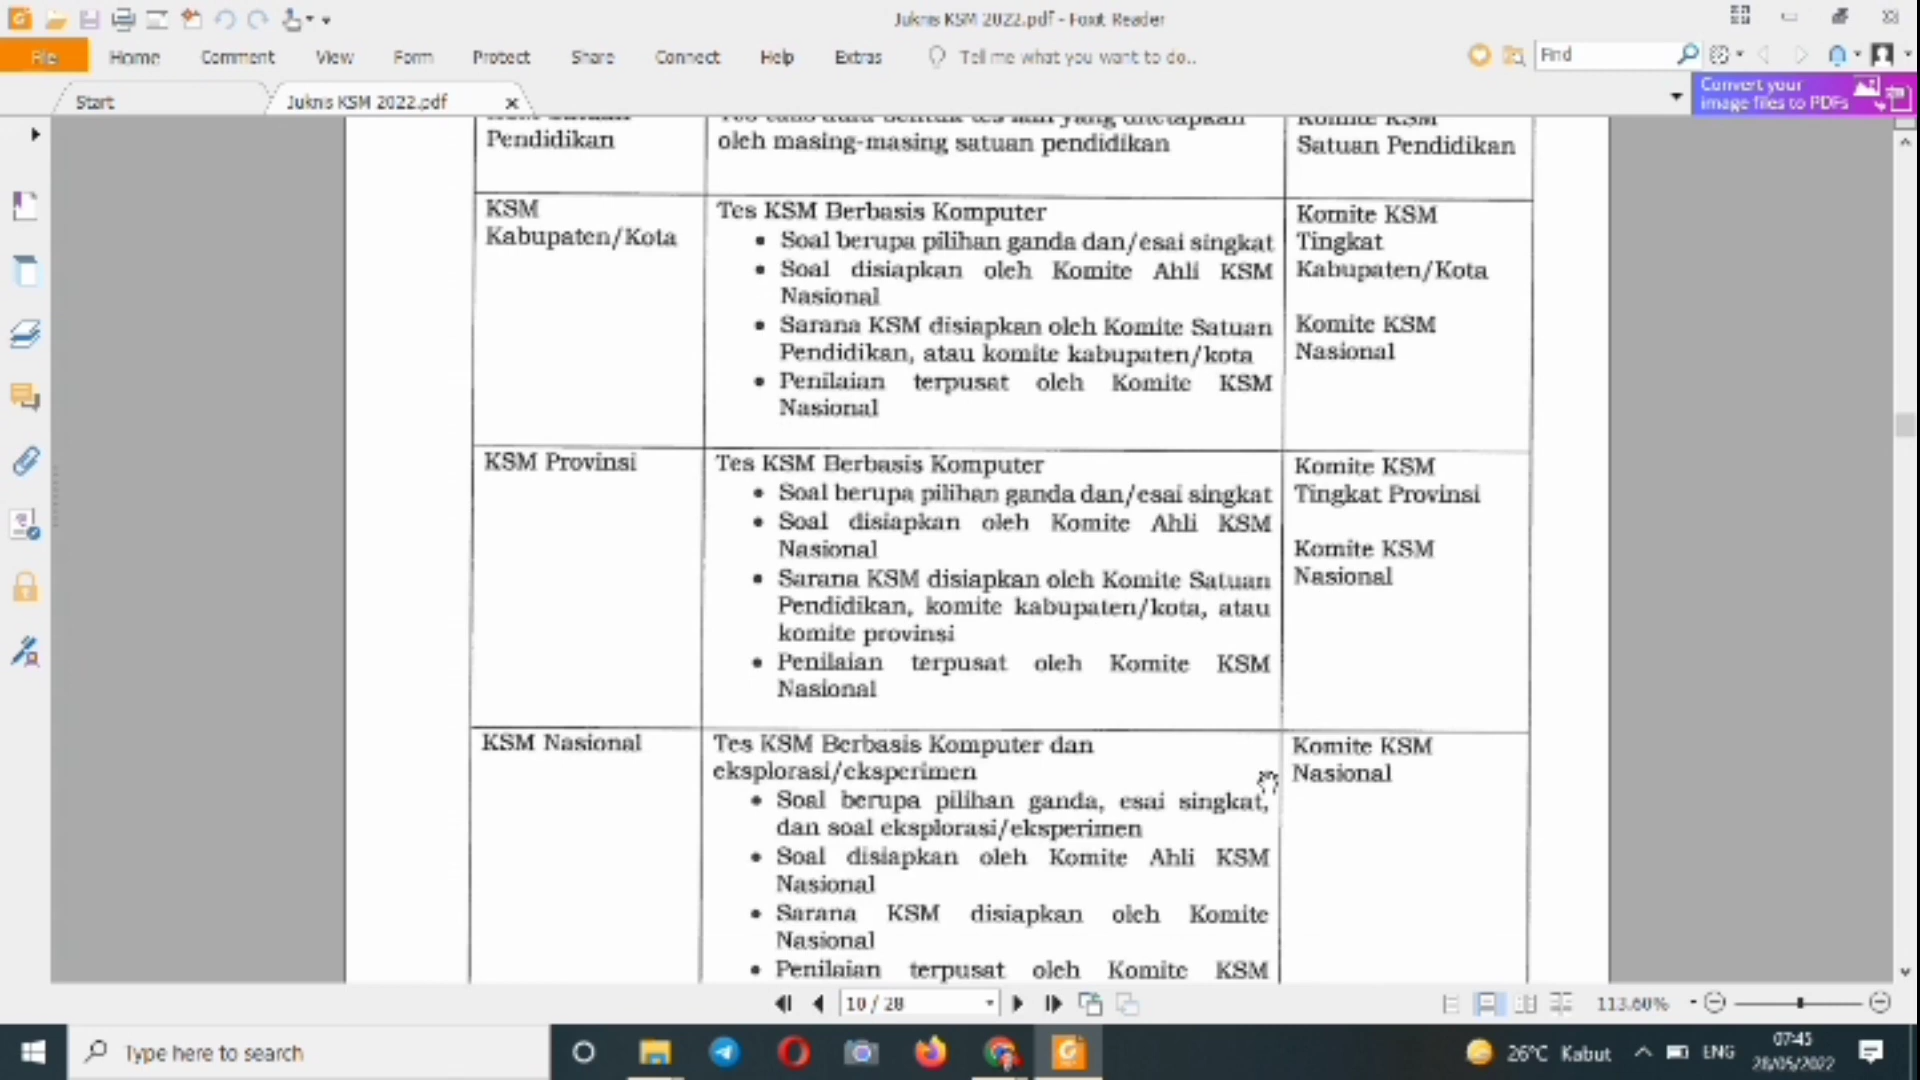 Juknis KSM 2022.pdf - Foxit Reader
File Home Comment View Form Protect Share Connect Help Extras Tell me what you want to do.. Find
Start Juknis KSM 2022.pdf
Convert your
image files to PDFs
Pendidikan
oleh masing-masing satuan pendidikan
Komite KSM
Satuan Pendidikan
KSM
Kabupaten/Kota
Tes KSM Berbasis Komputer
• Soal berupa pilihan ganda dan/esai singkat
• Soal disiapkan oleh Komite Ahli KSM
Nasional
• Sarana KSM disiapkan oleh Komite Satuan
Pendidikan, atau komite kabupaten/kota
• Penilaian terpusat oleh Komite KSM
Nasional
Komite KSM
Tingkat
Kabupaten/Kota
Komite KSM
Nasional
KSM Provinsi
Tes KSM Berbasis Komputer
• Soal berupa pilihan ganda dan/esai singkat
• Soal disiapkan oleh Komite Ahli KSM
Nasional
• Sarana KSM disiapkan oleh Komite Satuan
Pendidikan, komite kabupaten/kota, atau
komite provinsi
• Penilaian terpusat oleh Komite KSM
Nasional
Komite KSM
Tingkat Provinsi
Komite KSM
Nasional
KSM Nasional
Tes KSM Berbasis Komputer dan
eksplorasi/eksperimen
• Soal berupa pilihan ganda, esai singkat,
dan soal eksplorasi/eksperimen
• Soal disiapkan oleh Komite Ahli KSM
Nasional
• Sarana KSM disiapkan oleh Komite
Nasional
• Penilaian terpusat oleh Komite KSM
Komite KSM
Nasional
10 / 28
113.60%
Type here to search
26°C Kabut
ENG
07:45
28/05/2022